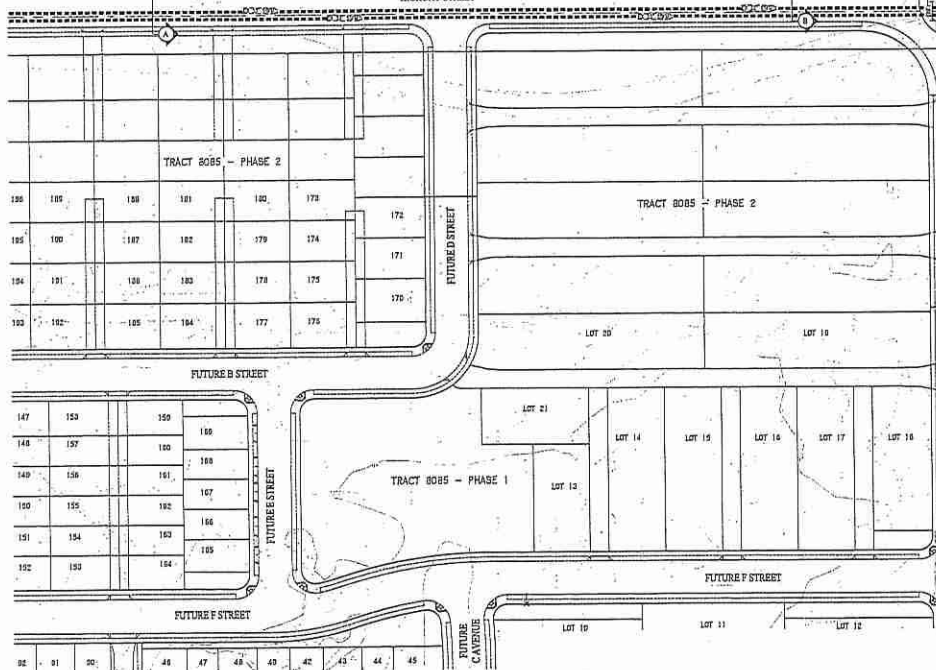 A
B
TRACT 8085 - PHASE 2
TRACT 8085 - PHASE 2
189 188 181 180 173
172
190 187 182 179 174
171
191 186 183 178 175
170
192 185 184 177 176
FUTURE D STREET
LOT 20
LOT 19
FUTURE B STREET
147 158 159
169
148 157 160
168
149 156 161
167
150 155 162
166
151 154 163
165
152 153 164
FUTURE E STREET
TRACT 8085 - PHASE 1
LOT 21
LOT 13
LOT 14
LOT 15
LOT 16
LOT 17
LOT 18
FUTURE F STREET
FUTURE F STREET
FUTURE
C AVENUE
LOT 10
LOT 11
LOT 12
92 91 90 46 47 48 42 43 44 45